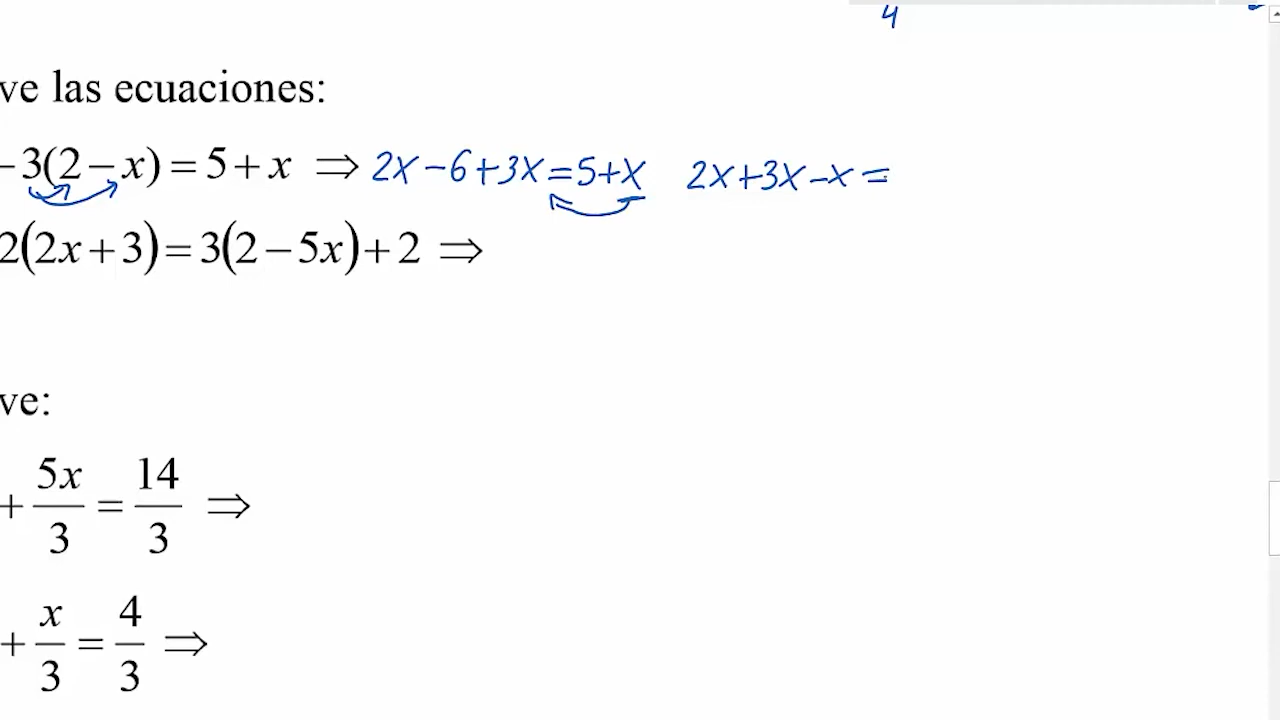 4
ve las ecuaciones:
-3(2-x)=5+x ⇒ 2x-6+3x=5+x 2x+3x-x=
2(2x+3)=3(2-5x)+2 ⇒
ve:
+ 5x/3 = 14/3 ⇒
+ x/3 = 4/3 ⇒